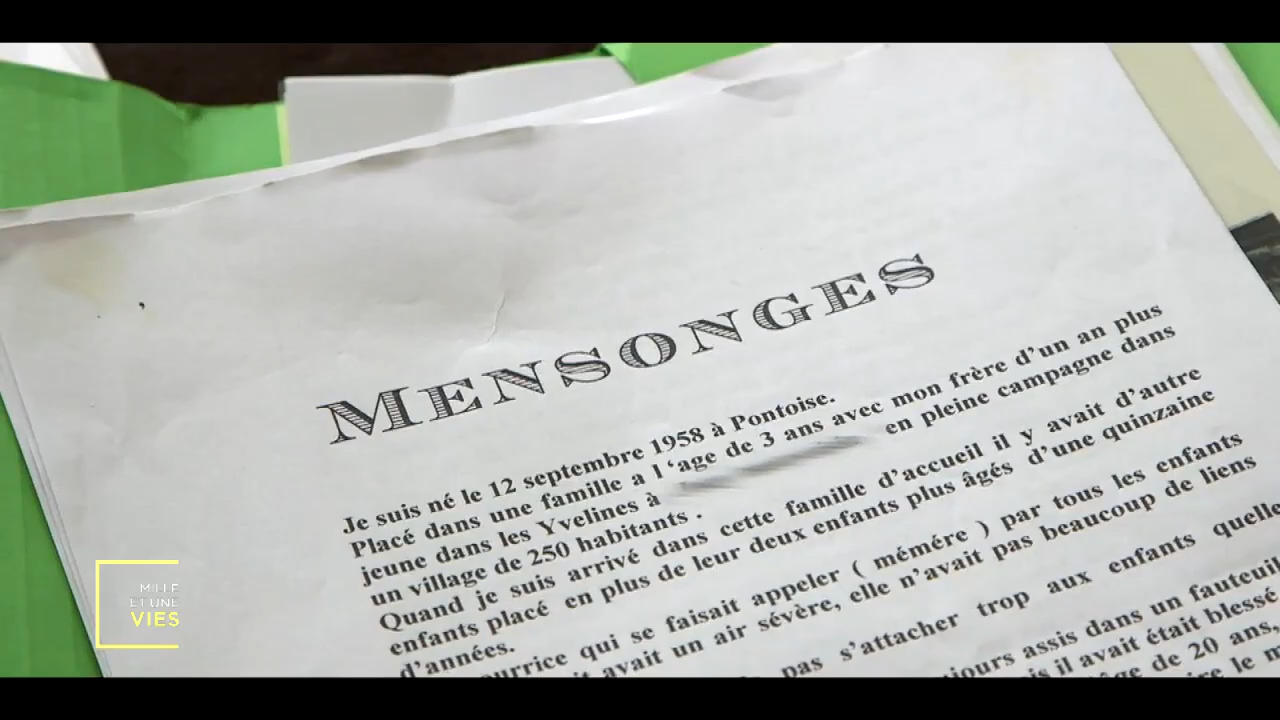 MENSONGES
Je suis né le 12 septembre 1958 à Pontoise.
Placé dans une famille a l‘age de 3 ans avec mon frère d’un an plus
jeune dans les Yvelines à en pleine campagne dans
un village de 250 habitants .
Quand je suis arrivé dans cette famille d’accueil il y avait d’autre
enfants placé en plus de leur deux enfants plus âgés d’une quinzaine
d’années.
qui se faisait appeler ( mémére ) par tous les enfants
avait un air sévère, elle n’avait pas beaucoup de liens
pas s’attacher trop aux enfants
assis dans un fauteuil
il avait était blessé
de 20 ans,
MILLE
ET UNE
VIES